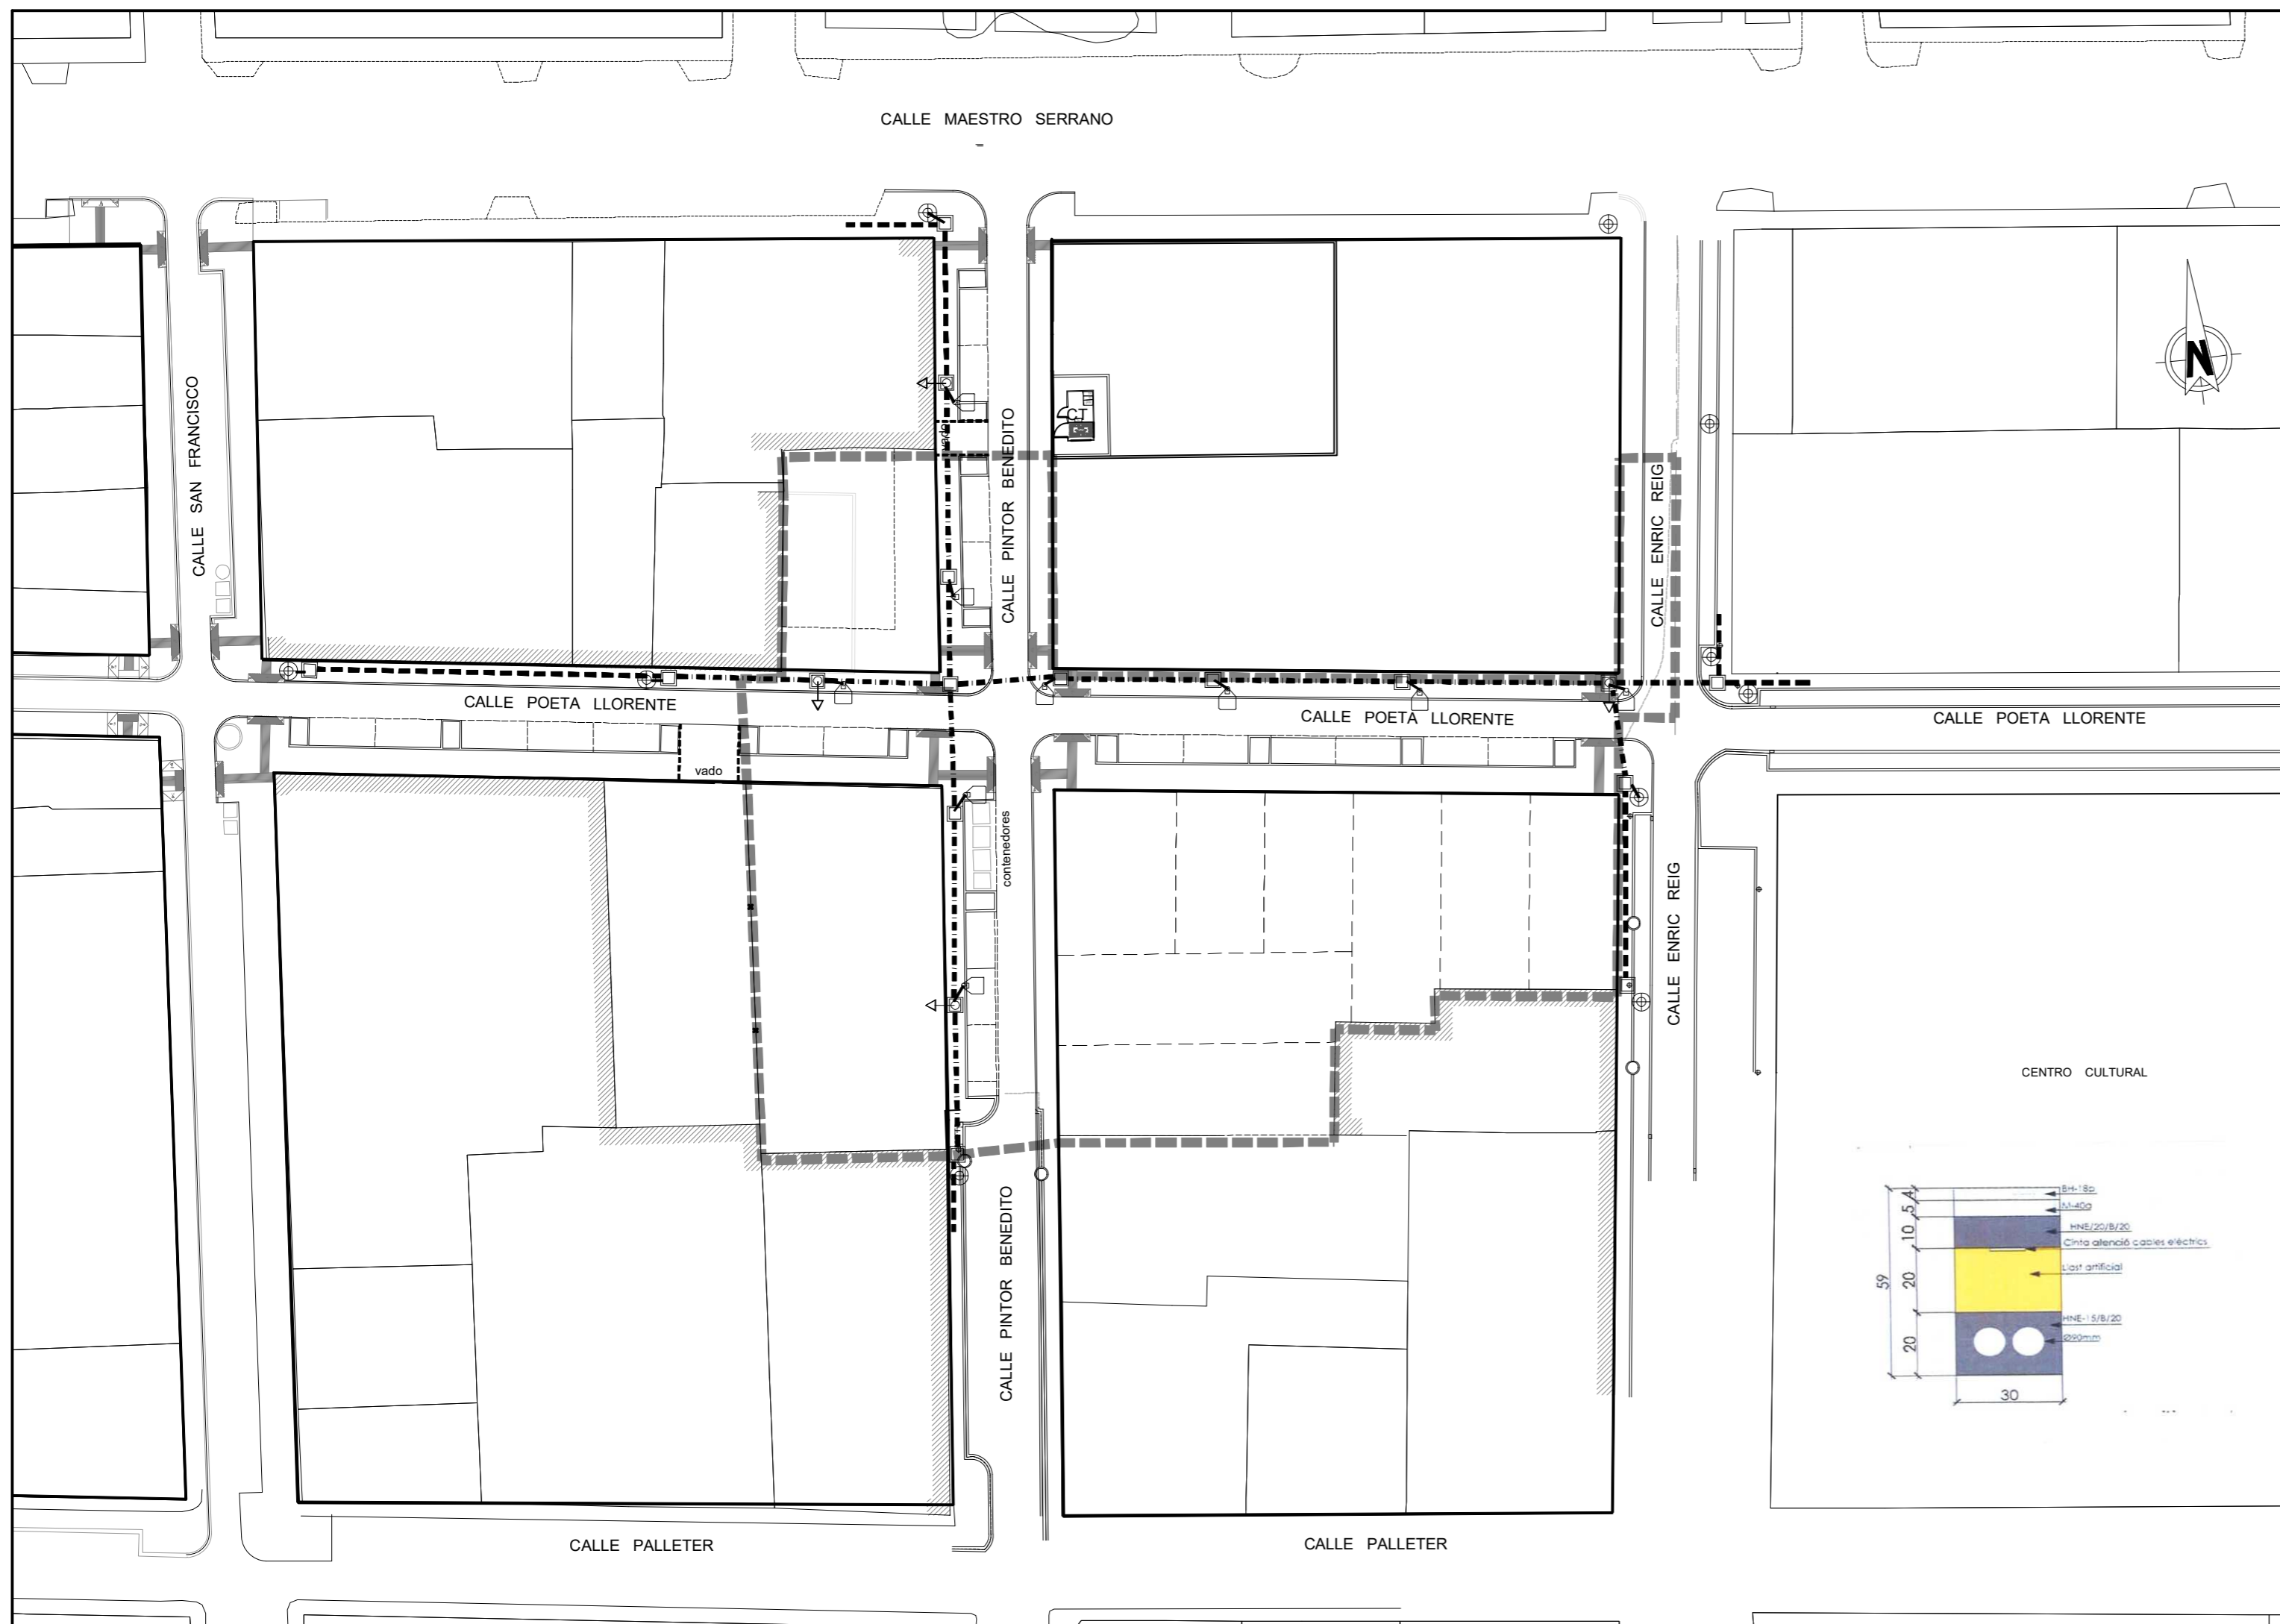 CALLE MAESTRO SERRANO
CALLE SAN FRANCISCO
CT
vado
CALLE PINTOR BENEDITO
CALLE ENRIC REIG
N
CALLE POETA LLORENTE
CALLE POETA LLORENTE
CALLE POETA LLORENTE
vado
contenedores
CALLE ENRIC REIG
CENTRO CULTURAL
CALLE PINTOR BENEDITO
4
5
10
20
20
59
30
BH-18p
M-40a
HNE/20/B/20
Cinta atenció cables elèctrics
Llast artificial
HNE-15/B/20
Ø90mm
CALLE PALLETER
CALLE PALLETER